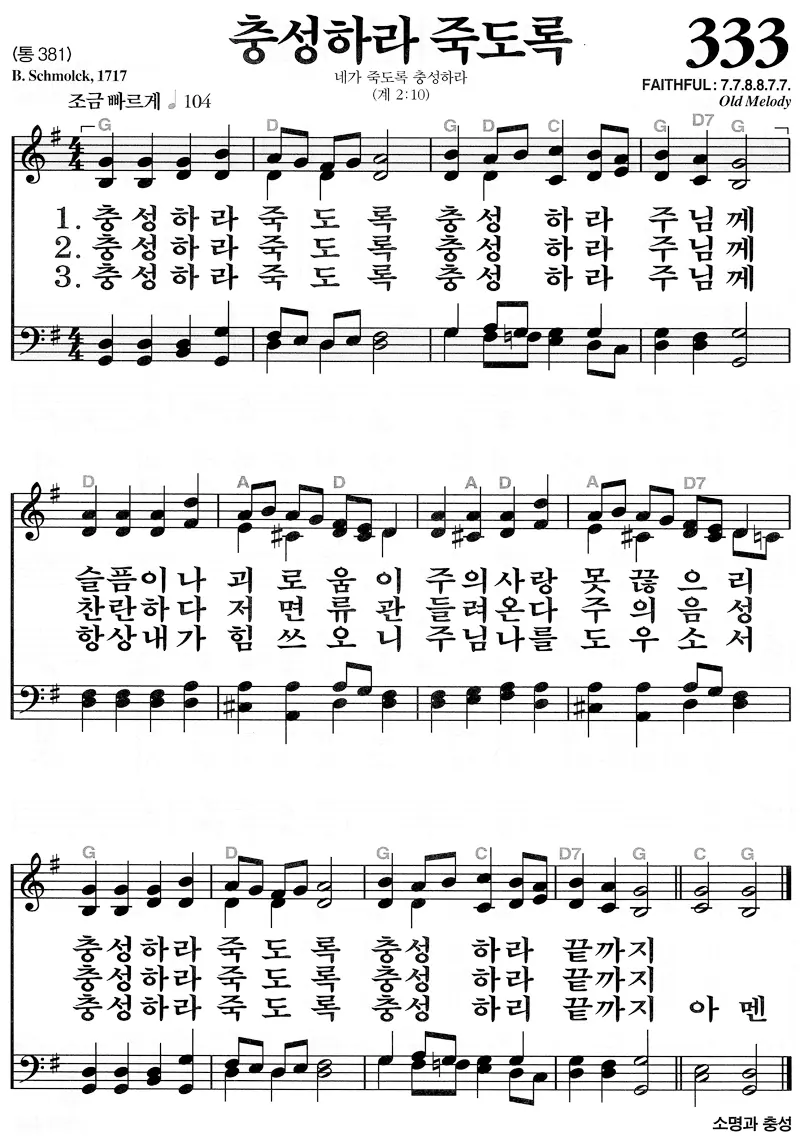 충성하라 죽도록
333
(통 381)
B. Schmolck, 1717
네가 죽도록 충성하라
(계 2:10)
FAITHFUL: 7.7.8.8.7.7.
Old Melody
조금 빠르게 ♩ 104
G D G D C G D7 G
1. 충성하라 죽도록 충성하라 주님께
2. 충성하라 죽도록 충성하라 주님께
3. 충성하라 죽도록 충성하라 주님께
D A D A D A D7
슬픔이나 괴로움이 주의사랑 못 끊으리
찬란하다 저 면류관 들려온다 주의 음성
항상내가 힘쓰오니 주님나를 도우소서
G D G C D7 G C G
충성하라 죽도록 충성하라 끝까지
충성하라 죽도록 충성하라 끝까지
충성하라 죽도록 충성하리 끝까지 아멘
소명과 충성